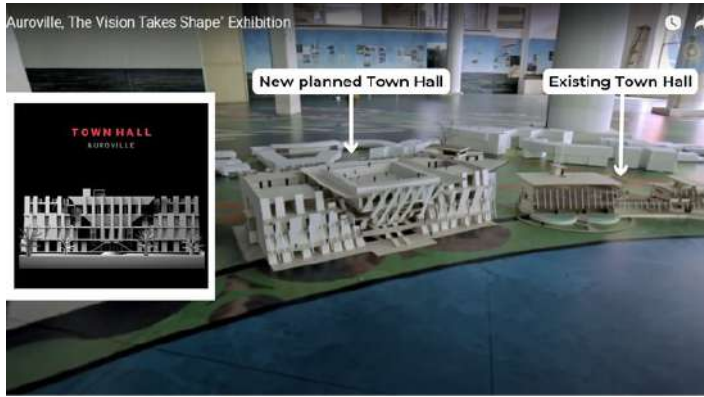 Auroville, The Vision Takes Shape" Exhibition
New planned Town Hall
Existing Town Hall
TOWN HALL
AUROVILLE